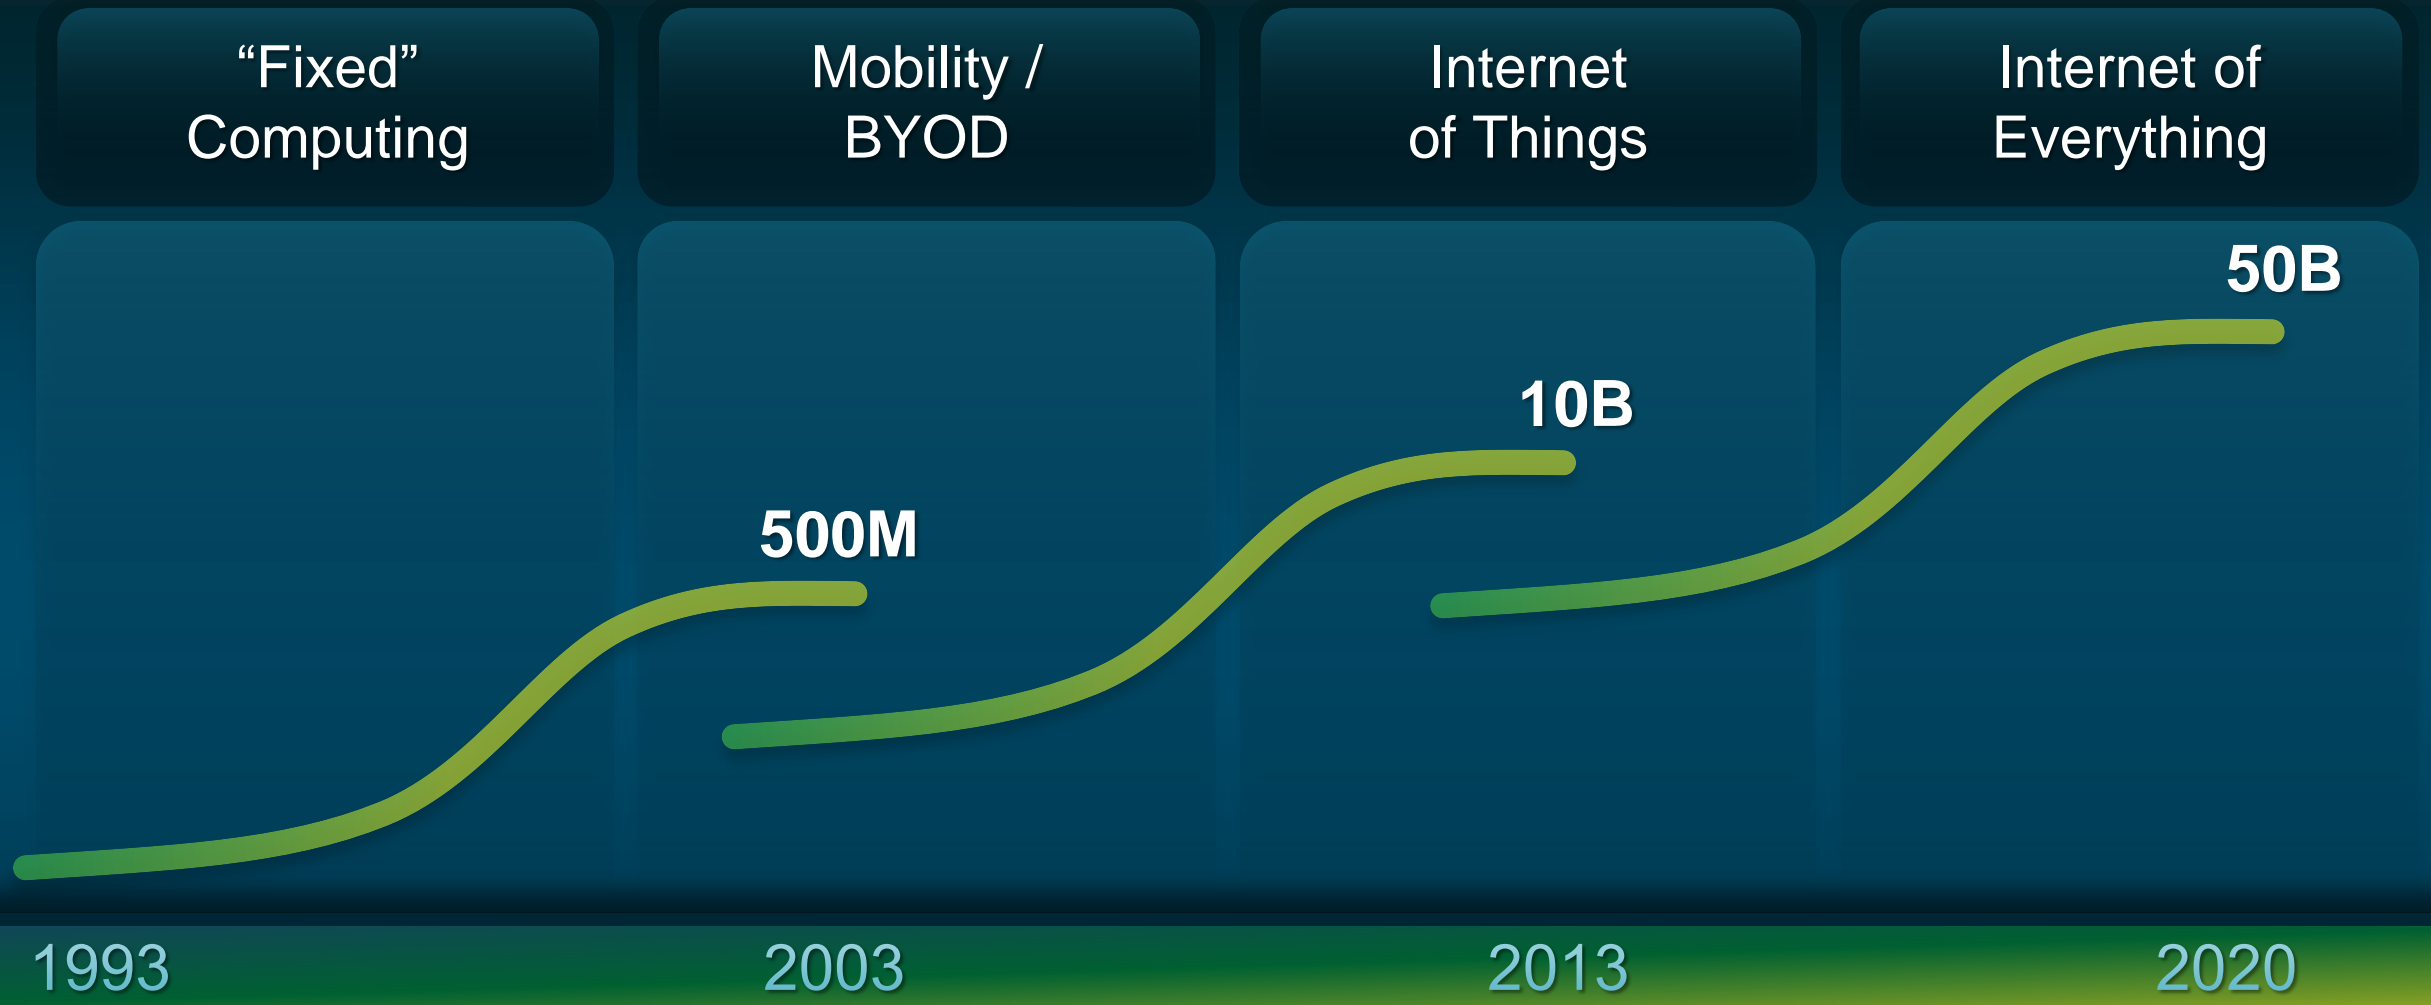 “Fixed”
Computing
Mobility /
BYOD
Internet
of Things
Internet of
Everything
50B
10B
500M
1993
2003
2013
2020